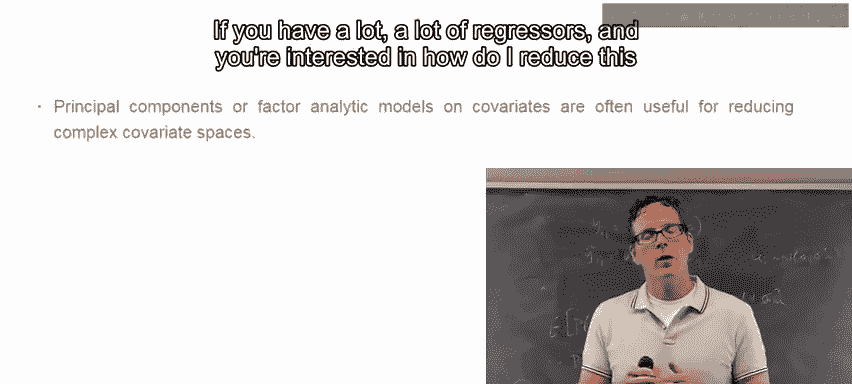 If you have a lot, a lot of regressors, and
you're interested in how do I reduce this
· Principal components or factor analytic models on covariates are often useful for reducing
complex covariate spaces.